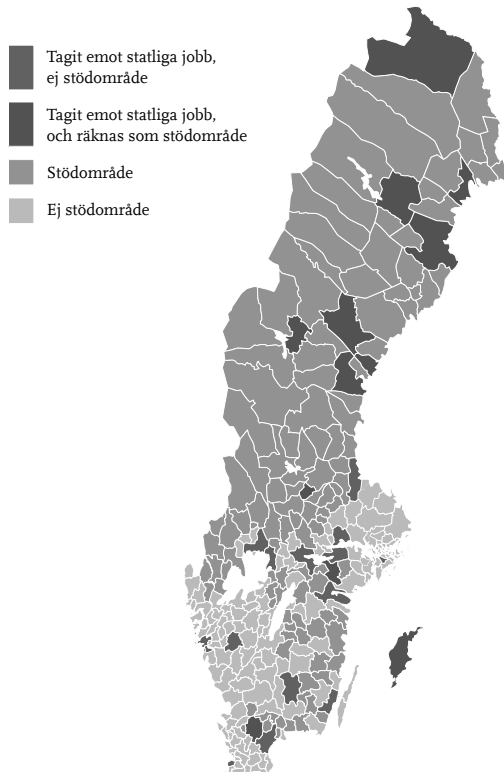 Tagit emot statliga jobb,
ej stödområde
Tagit emot statliga jobb,
och räknas som stödområde
Stödområde
Ej stödområde